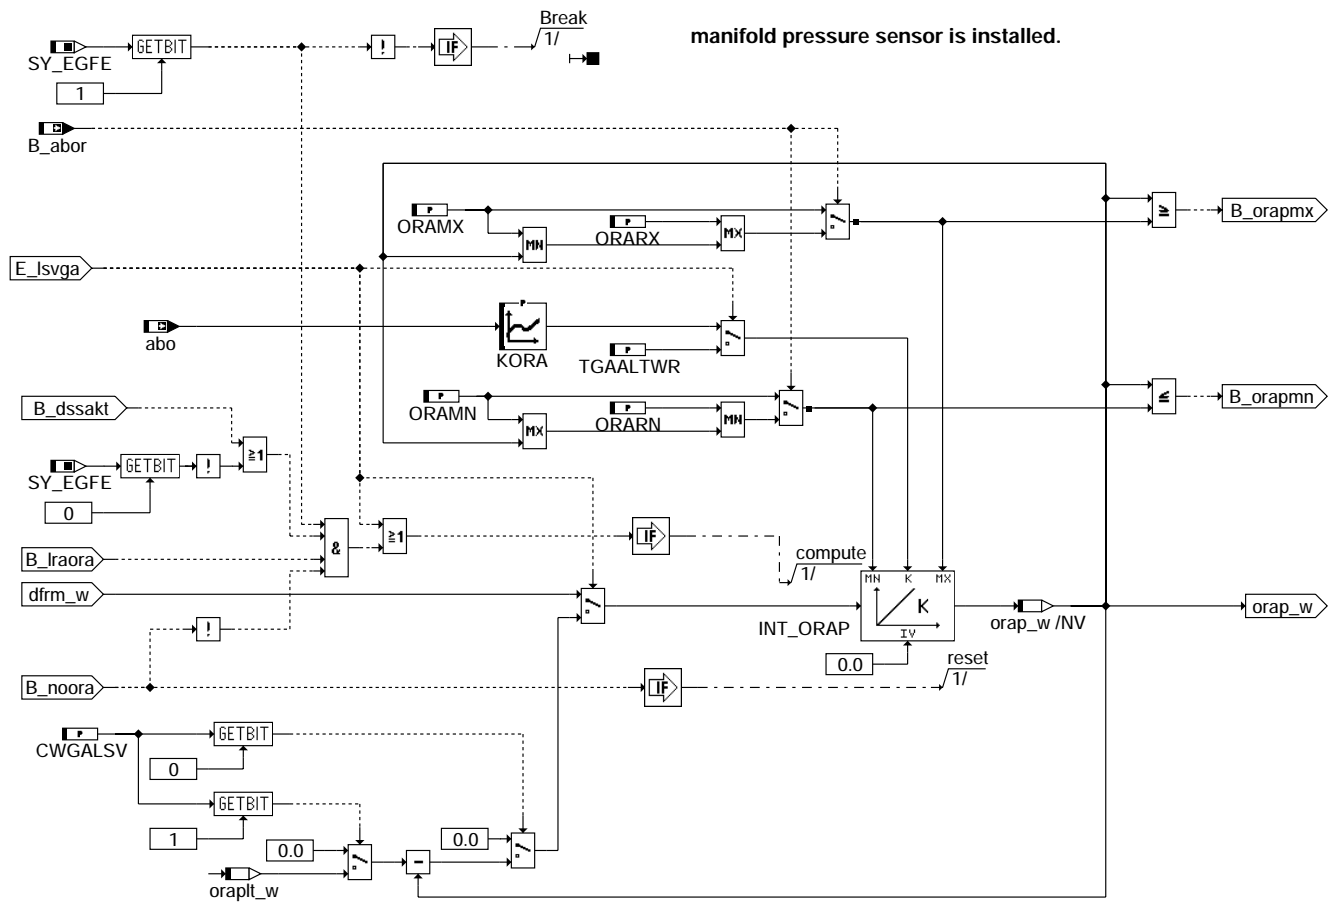 Break
1/
manifold pressure sensor is installed.
GETBIT
!
IF
SY_EGFE
1
B_abor
P
ORAMX
P
ORARX
MX
MN
≥
B_orapmx
E_lsvga
P
KORA
abo
P
TGAALTWR
P
ORAMN
P
ORARN
MN
MX
≤
B_orapmn
B_dssakt
≥1
GETBIT
!
SY_EGFE
0
&
≥1
IF
compute
1/
B_lraora
dfrm_w
MN K MX
K
IV
INT_ORAP
orap_w /NV
orap_w
!
0.0
reset
1/
B_noora
IF
P
CWGALSV
GETBIT
0
GETBIT
1
0.0
0.0
-
oraplt_w